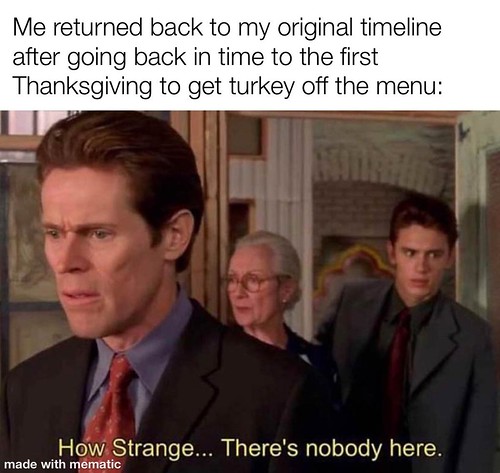 Me returned back to my original timeline
after going back in time to the first
Thanksgiving to get turkey off the menu:
How Strange... There's nobody here.
made with mematic